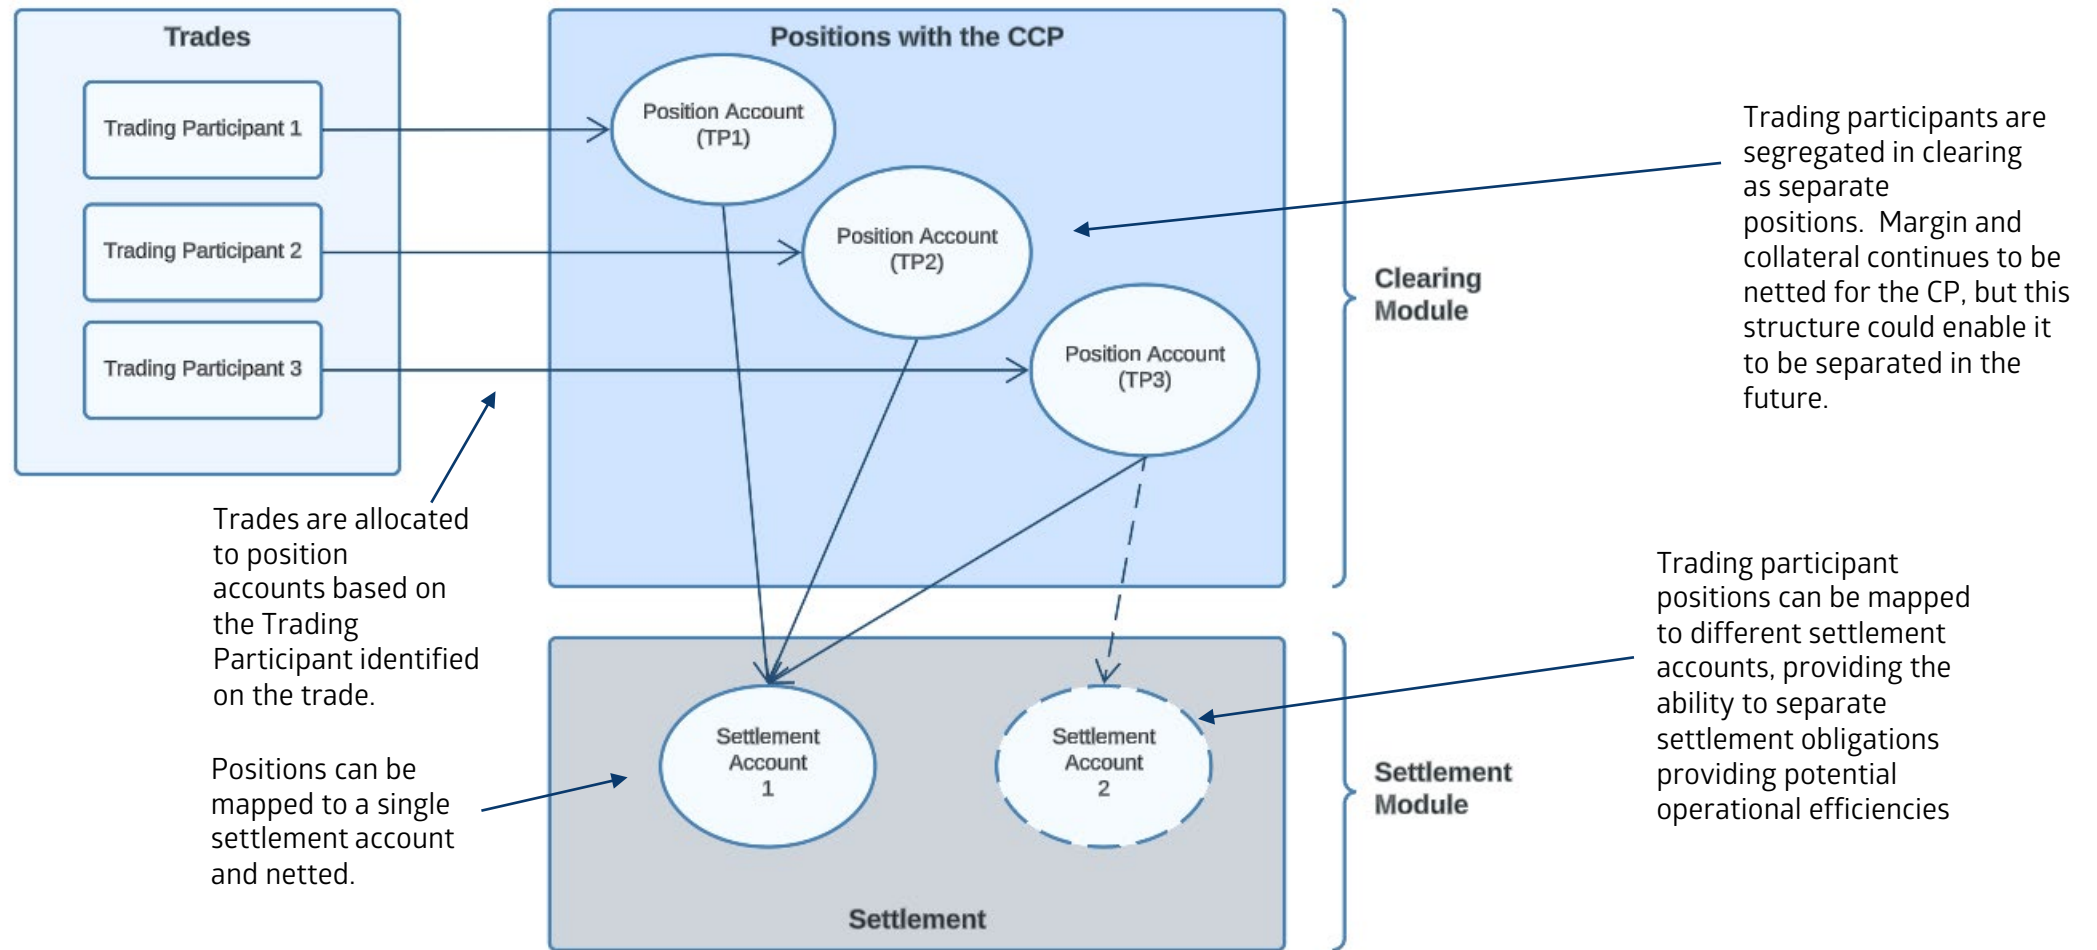 Trades
Trading Participant 1
Trading Participant 2
Trading Participant 3
Positions with the CCP
Position Account
(TP1)
Position Account
(TP2)
Position Account
(TP3)
Clearing
Module
Trading participants are
segregated in clearing
as separate
positions.  Margin and
collateral continues to be
netted for the CP, but this
structure could enable it
to be separated in the
future.
Trades are allocated
to position
accounts based on
the Trading
Participant identified
on the trade.
Positions can be
mapped to a single
settlement account
and netted.
Settlement
Account
1
Settlement
Account
2
Settlement
Settlement
Module
Trading participant
positions can be mapped
to different settlement
accounts, providing the
ability to separate
settlement obligations
providing potential
operational efficiencies